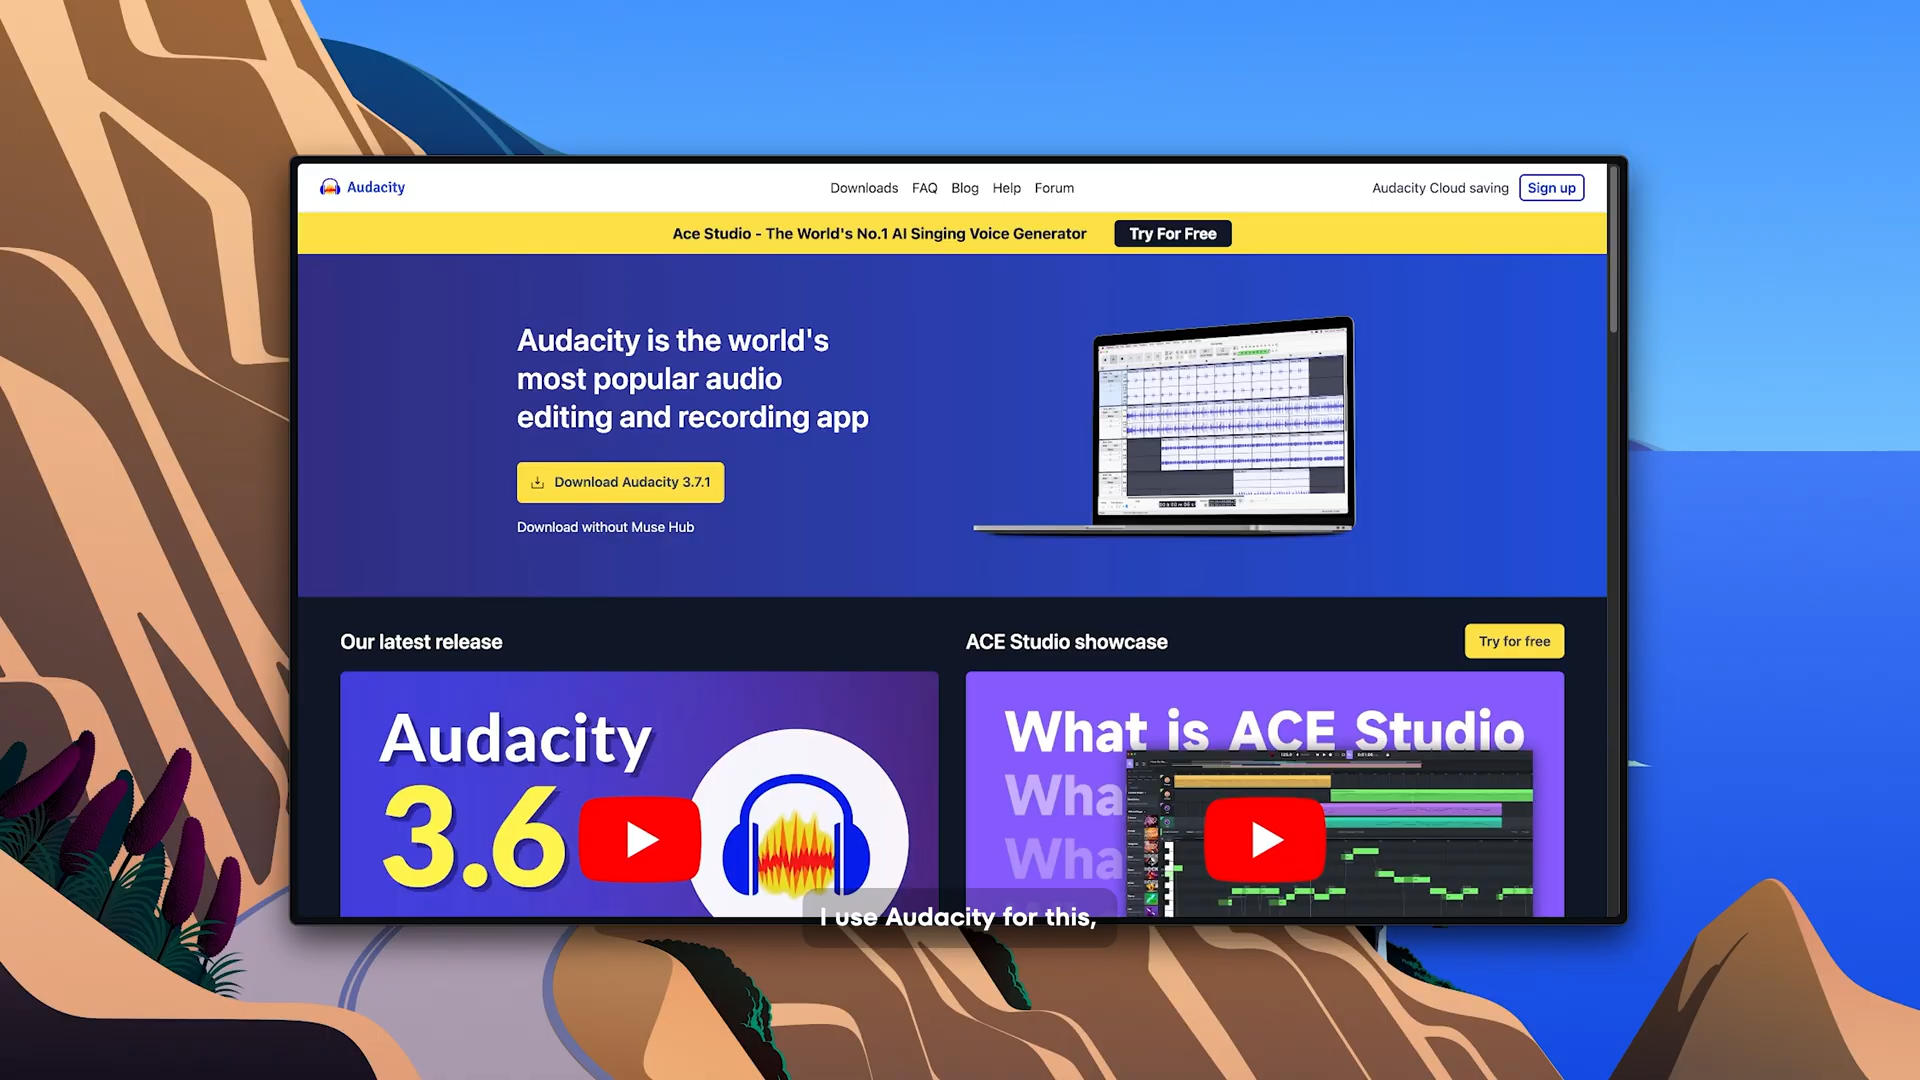 Audacity
Downloads FAQ Blog Help Forum
Audacity Cloud saving Sign up
Ace Studio - The World's No.1 AI Singing Voice Generator Try For Free
Audacity is the world's
most popular audio
editing and recording app
Download Audacity 3.7.1
Download without Muse Hub
Our latest release
ACE Studio showcase
Try for free
Audacity
3.6
What is ACE Studio
Wha
Wha
I use Audacity for this,